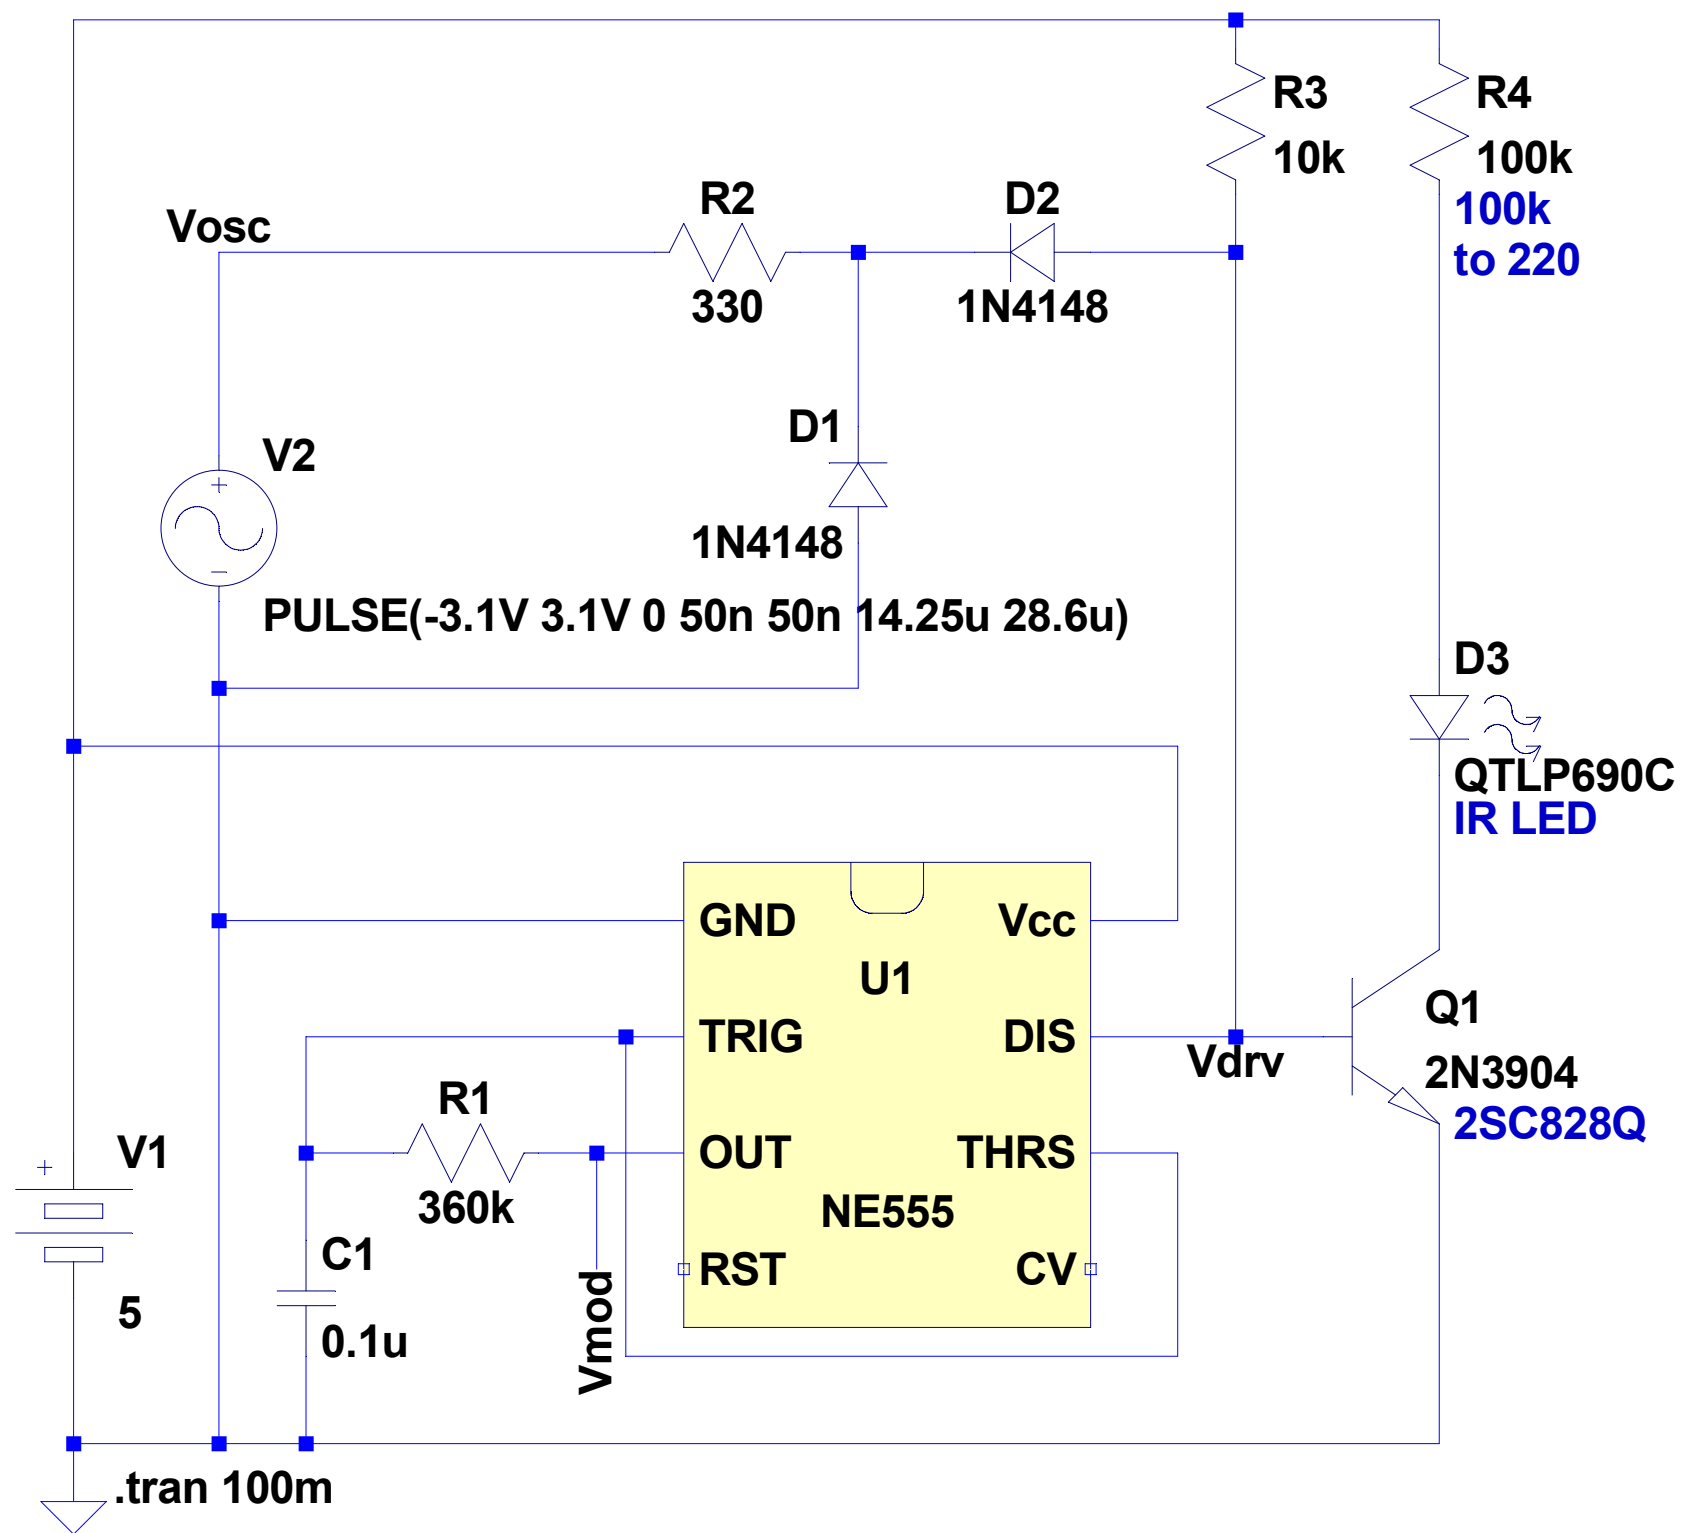 R3
10k
R4
100k
100k
to 220
Vosc
R2
330
D2
1N4148
V2
+
−
D1
1N4148
PULSE(-3.1V 3.1V 0 50n 50n 14.25u 28.6u)
D3
QTLP690C
IR LED
GND
Vcc
U1
TRIG
DIS
Vdrv
OUT
THRS
NE555
RST
CV
Q1
2N3904
2SC828Q
R1
360k
C1
0.1u
Vmod
V1
+
5
.tran 100m